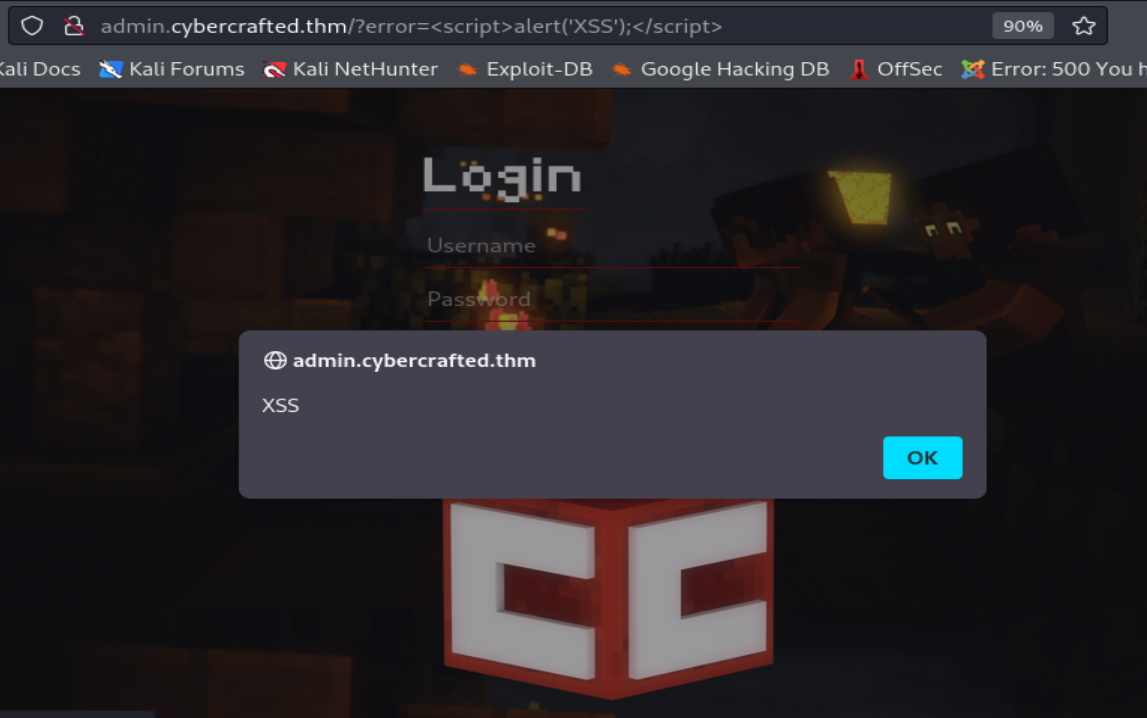 admin.cybercrafted.thm/?error=<script>alert('XSS');</script>
90%
Kali Docs Kali Forums Kali NetHunter Exploit-DB Google Hacking DB OffSec Error: 500 You h
Login
Username
Password
admin.cybercrafted.thm
XSS
OK
CC